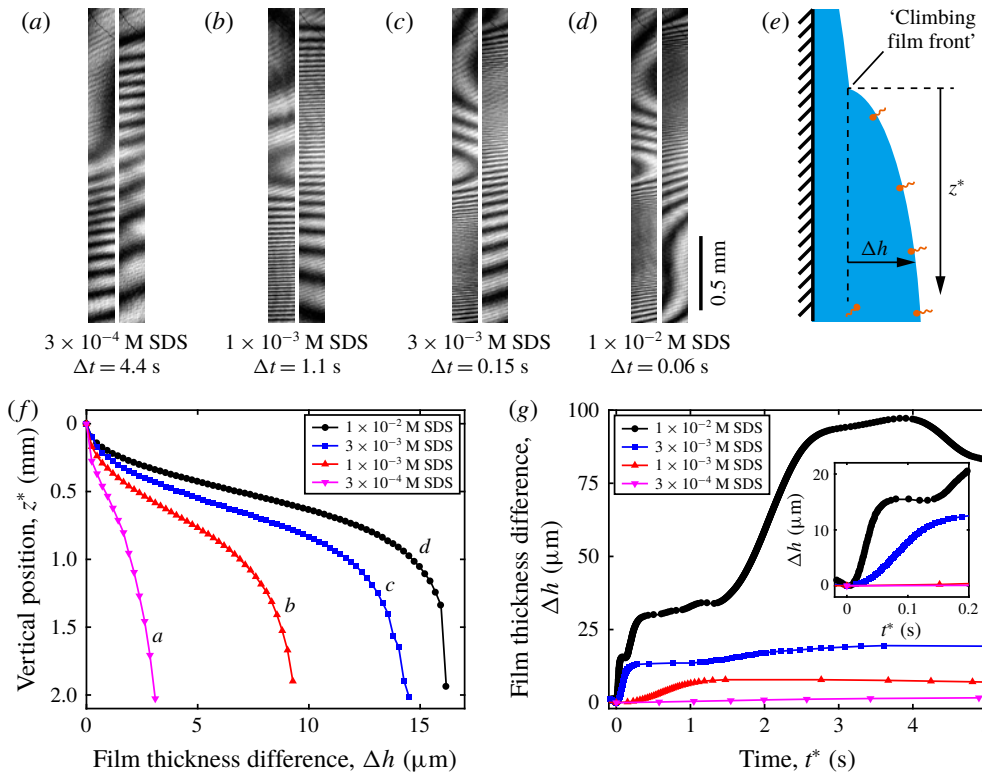 (a)
(b)
(c)
(d)
(e)
‘Climbing
film front’
z*
Δh
0.5 mm
3 × 10⁻⁴ M SDS
Δt = 4.4 s
1 × 10⁻³ M SDS
Δt = 1.1 s
3 × 10⁻³ M SDS
Δt = 0.15 s
1 × 10⁻² M SDS
Δt = 0.06 s
(f)
1 × 10⁻² M SDS
3 × 10⁻³ M SDS
1 × 10⁻³ M SDS
3 × 10⁻⁴ M SDS
0
0.5
1.0
1.5
2.0
Vertical position, z* (mm)
a
b
c
d
0
5
10
15
Film thickness difference, Δh (μm)
(g)
1 × 10⁻² M SDS
3 × 10⁻³ M SDS
1 × 10⁻³ M SDS
3 × 10⁻⁴ M SDS
100
75
50
25
0
Film thickness difference,
Δh (μm)
20
10
0
Δh (μm)
0
0.1
0.2
t* (s)
0
1
2
3
4
Time, t* (s)